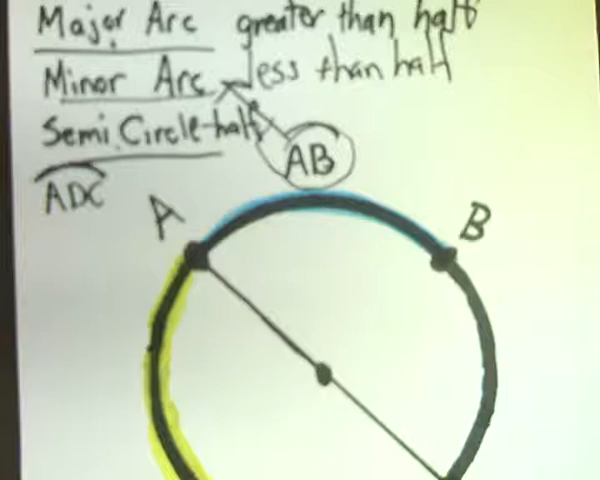 Major Arc greater than half
Minor Arc less than half
Semi Circle-half
AB
ADC
A
B